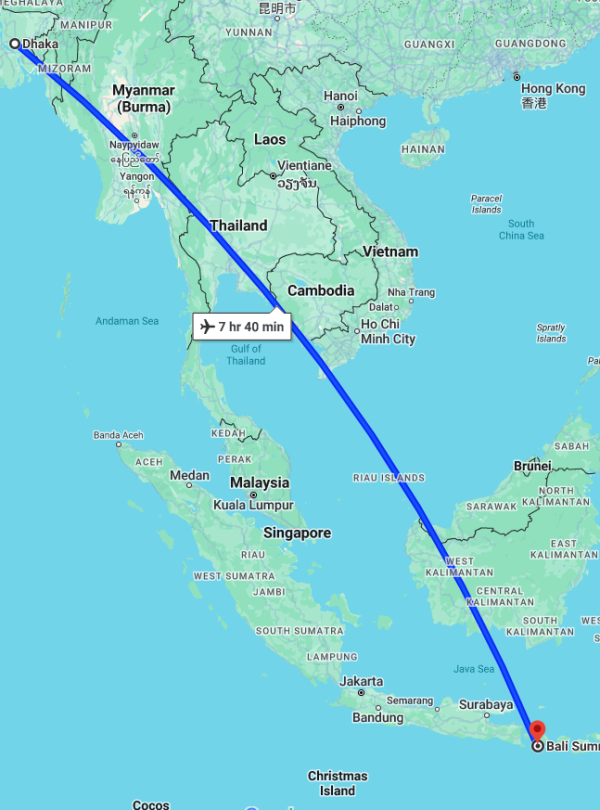 MEGHALAYA
昆明市
KUNMING
MANIPUR
YUNNAN
GUANGXI
GUANGDONG
Dhaka
MIZORAM
Myanmar
(Burma)
Hanoi
Haiphong
Hong Kong
香港
Laos
HAINAN
Naypyidaw
နေပြည်တော်
Vientiane
ວຽງຈັນ
Yangon
ရန်ကုန်
Paracel
Islands
South
China Sea
Thailand
Vietnam
Cambodia
Nha Trang
Dalat
Andaman Sea
7 hr 40 min
Ho Chi
Minh City
Spratly
Islands
Gulf of
Thailand
Banda Aceh
KEDAH
SABAH
ACEH
PERAK
Brunei
Medan
Malaysia
RIAU ISLANDS
NORTH
KALIMANTAN
Kuala Lumpur
SARAWAK
Singapore
EAST
KALIMANTAN
RIAU
WEST
KALIMANTAN
WEST SUMATRA
JAMBI
CENTRAL
KALIMANTAN
SOUTH SUMATRA
SOUTH
KALIMANTAN
LAMPUNG
Java Sea
Jakarta
Semarang
Surabaya
Bandung
Bali Sum
Christmas
Island
Cocos